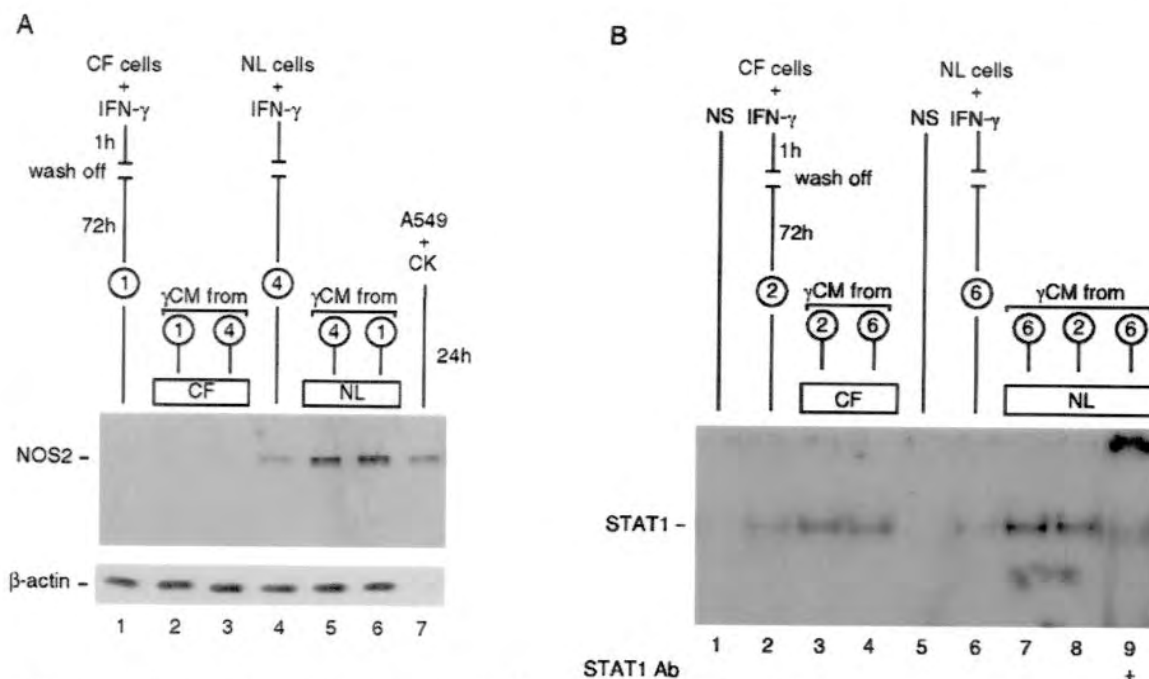 A
CF cells
+
IFN-γ
NL cells
+
IFN-γ
1h
wash off
72h
A549
+
CK
1
4
γCM from
1 4
γCM from
4 1
24h
CF
NL
NOS2 –
β-actin –
1 2 3 4 5 6 7
B
CF cells
+
NS IFN-γ
NL cells
+
NS IFN-γ
1h
wash off
72h
2
6
γCM from
2 6
γCM from
6 2 6
CF
NL
STAT1 –
1 2 3 4 5 6 7 8 9
STAT1 Ab +